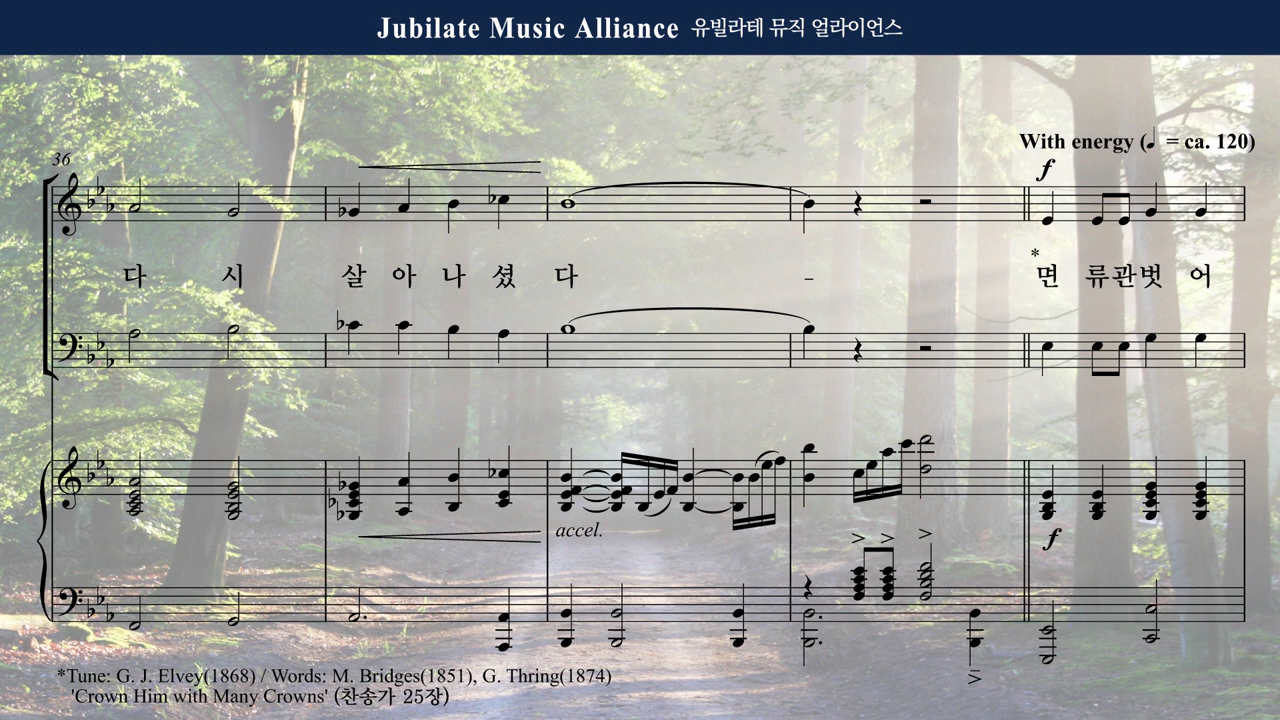 Jubilate Music Alliance 유빌라테 뮤직 얼라이언스
With energy (♩ = ca. 120)
36
f
다 시 살 아 나 셨 다 - *면 류관벗 어
accel.
f
*Tune: G. J. Elvey(1868) / Words: M. Bridges(1851), G. Thring(1874)
'Crown Him with Many Crowns' (찬송가 25장)